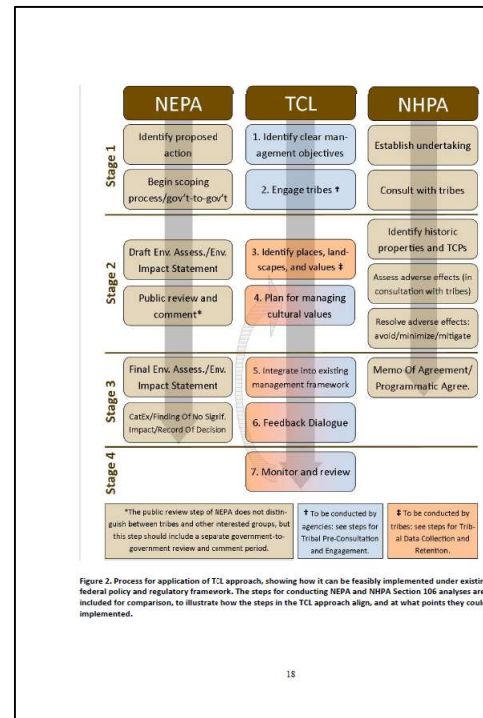 NEPA
TCL
NHPA
Stage 1
Identify proposed
action
Begin scoping
process/gov't-to-gov't
1. Identify clear man-
agement objectives
2. Engage tribes †
Establish undertaking
Consult with tribes
Stage 2
Draft Env. Assess./Env.
Impact Statement
Public review and
comment*
3. Identify places, land-
scapes, and values ‡
4. Plan for managing
cultural values
Identify historic
properties and TCPs
Assess adverse effects (in
consultation with tribes)
Resolve adverse effects:
avoid/minimize/mitigate
Stage 3
Final Env. Assess./Env.
Impact Statement
CatEx/Finding Of No Signif.
Impact/Record Of Decision
5. Integrate into existing
management framework
6. Feedback Dialogue
Memo Of Agreement/
Programmatic Agree.
Stage 4
7. Monitor and review
*The public review step of NEPA does not distin-
guish between tribes and other interested groups, but
this step should include a separate government-to-
government review and comment period.
† To be conducted by
agencies: see steps for
Tribal Pre-Consultation
and Engagement.
‡ To be conducted by
tribes: see steps for Trib-
al Data Collection and
Retention.
Figure 2. Process for application of TCL approach, showing how it can be feasibly implemented under existin
federal policy and regulatory framework. The steps for conducting NEPA and NHPA Section 106 analyses are
included for comparison, to illustrate how the steps in the TCL approach align, and at what points they could
implemented.
18